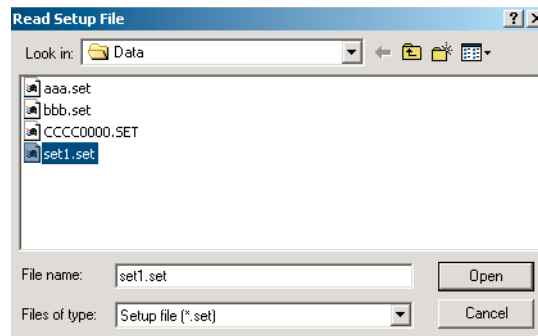 Read Setup File
Look in: Data
aaa.set
bbb.set
CCCC0000.SET
set1.set
File name: set1.set Open
Files of type: Setup file (*.set) Cancel